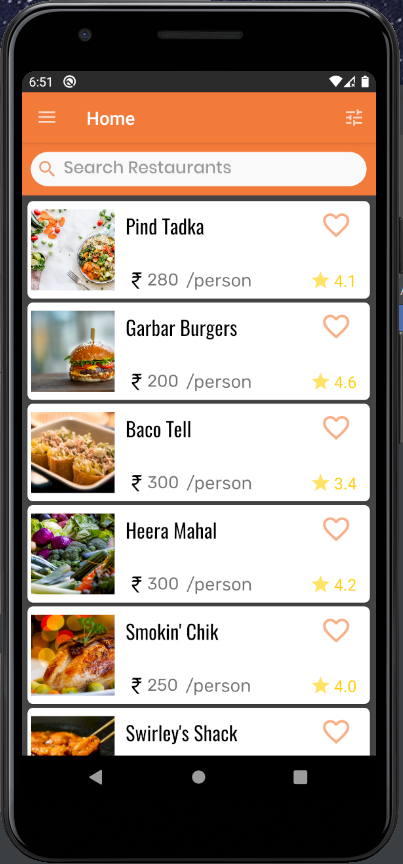 6:51
Home
Search Restaurants
Pind Tadka
₹ 280 /person
4.1
Garbar Burgers
₹ 200 /person
4.6
Baco Tell
₹ 300 /person
3.4
Heera Mahal
₹ 300 /person
4.2
Smokin' Chik
₹ 250 /person
4.0
Swirley's Shack